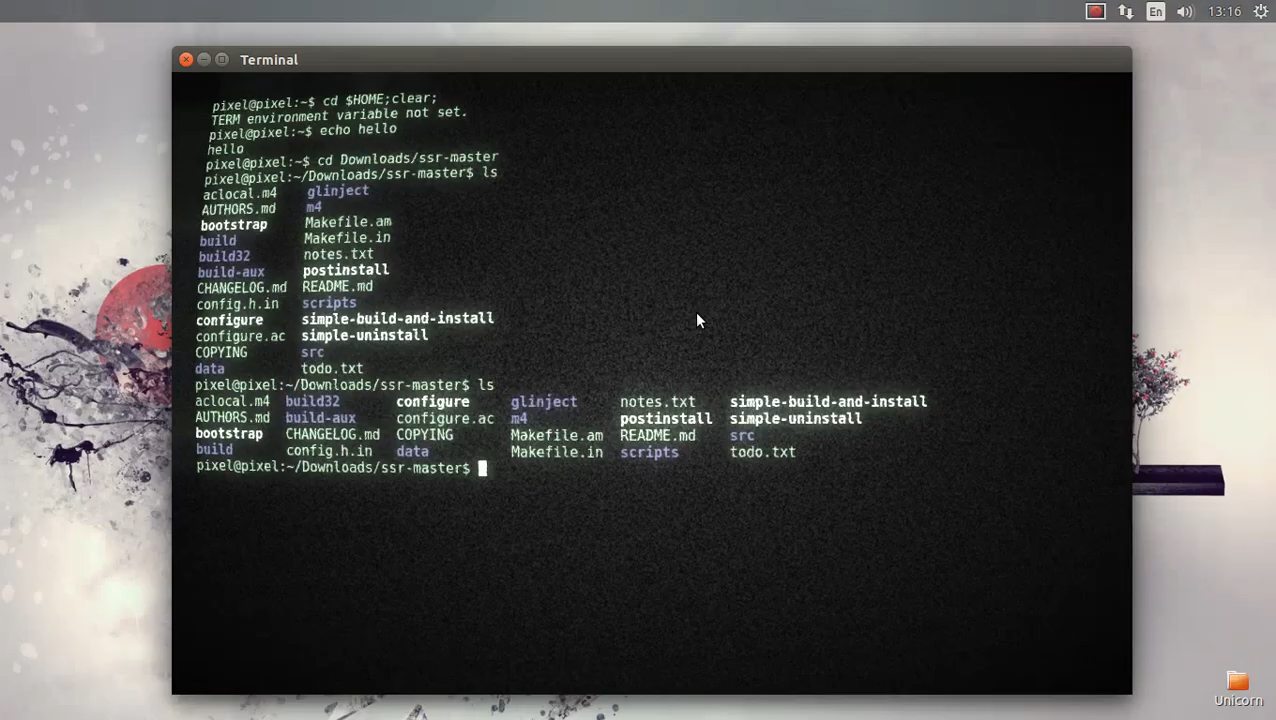 En 13:16
Terminal
pixel@pixel:~$ cd $HOME;clear;
TERM environment variable not set.
pixel@pixel:~$ echo hello
hello
pixel@pixel:~$ cd Downloads/ssr-master
pixel@pixel:~/Downloads/ssr-master$ ls
aclocal.m4 glinject
AUTHORS.md m4
bootstrap Makefile.am
build Makefile.in
build32 notes.txt
build-aux postinstall
CHANGELOG.md README.md
config.h.in scripts
configure simple-build-and-install
configure.ac simple-uninstall
COPYING src
data todo.txt
pixel@pixel:~/Downloads/ssr-master$ ls
aclocal.m4 build32 configure glinject notes.txt simple-build-and-install
AUTHORS.md build-aux configure.ac m4 postinstall simple-uninstall
bootstrap CHANGELOG.md COPYING Makefile.am README.md src
build config.h.in data Makefile.in scripts todo.txt
pixel@pixel:~/Downloads/ssr-master$
Unicorn